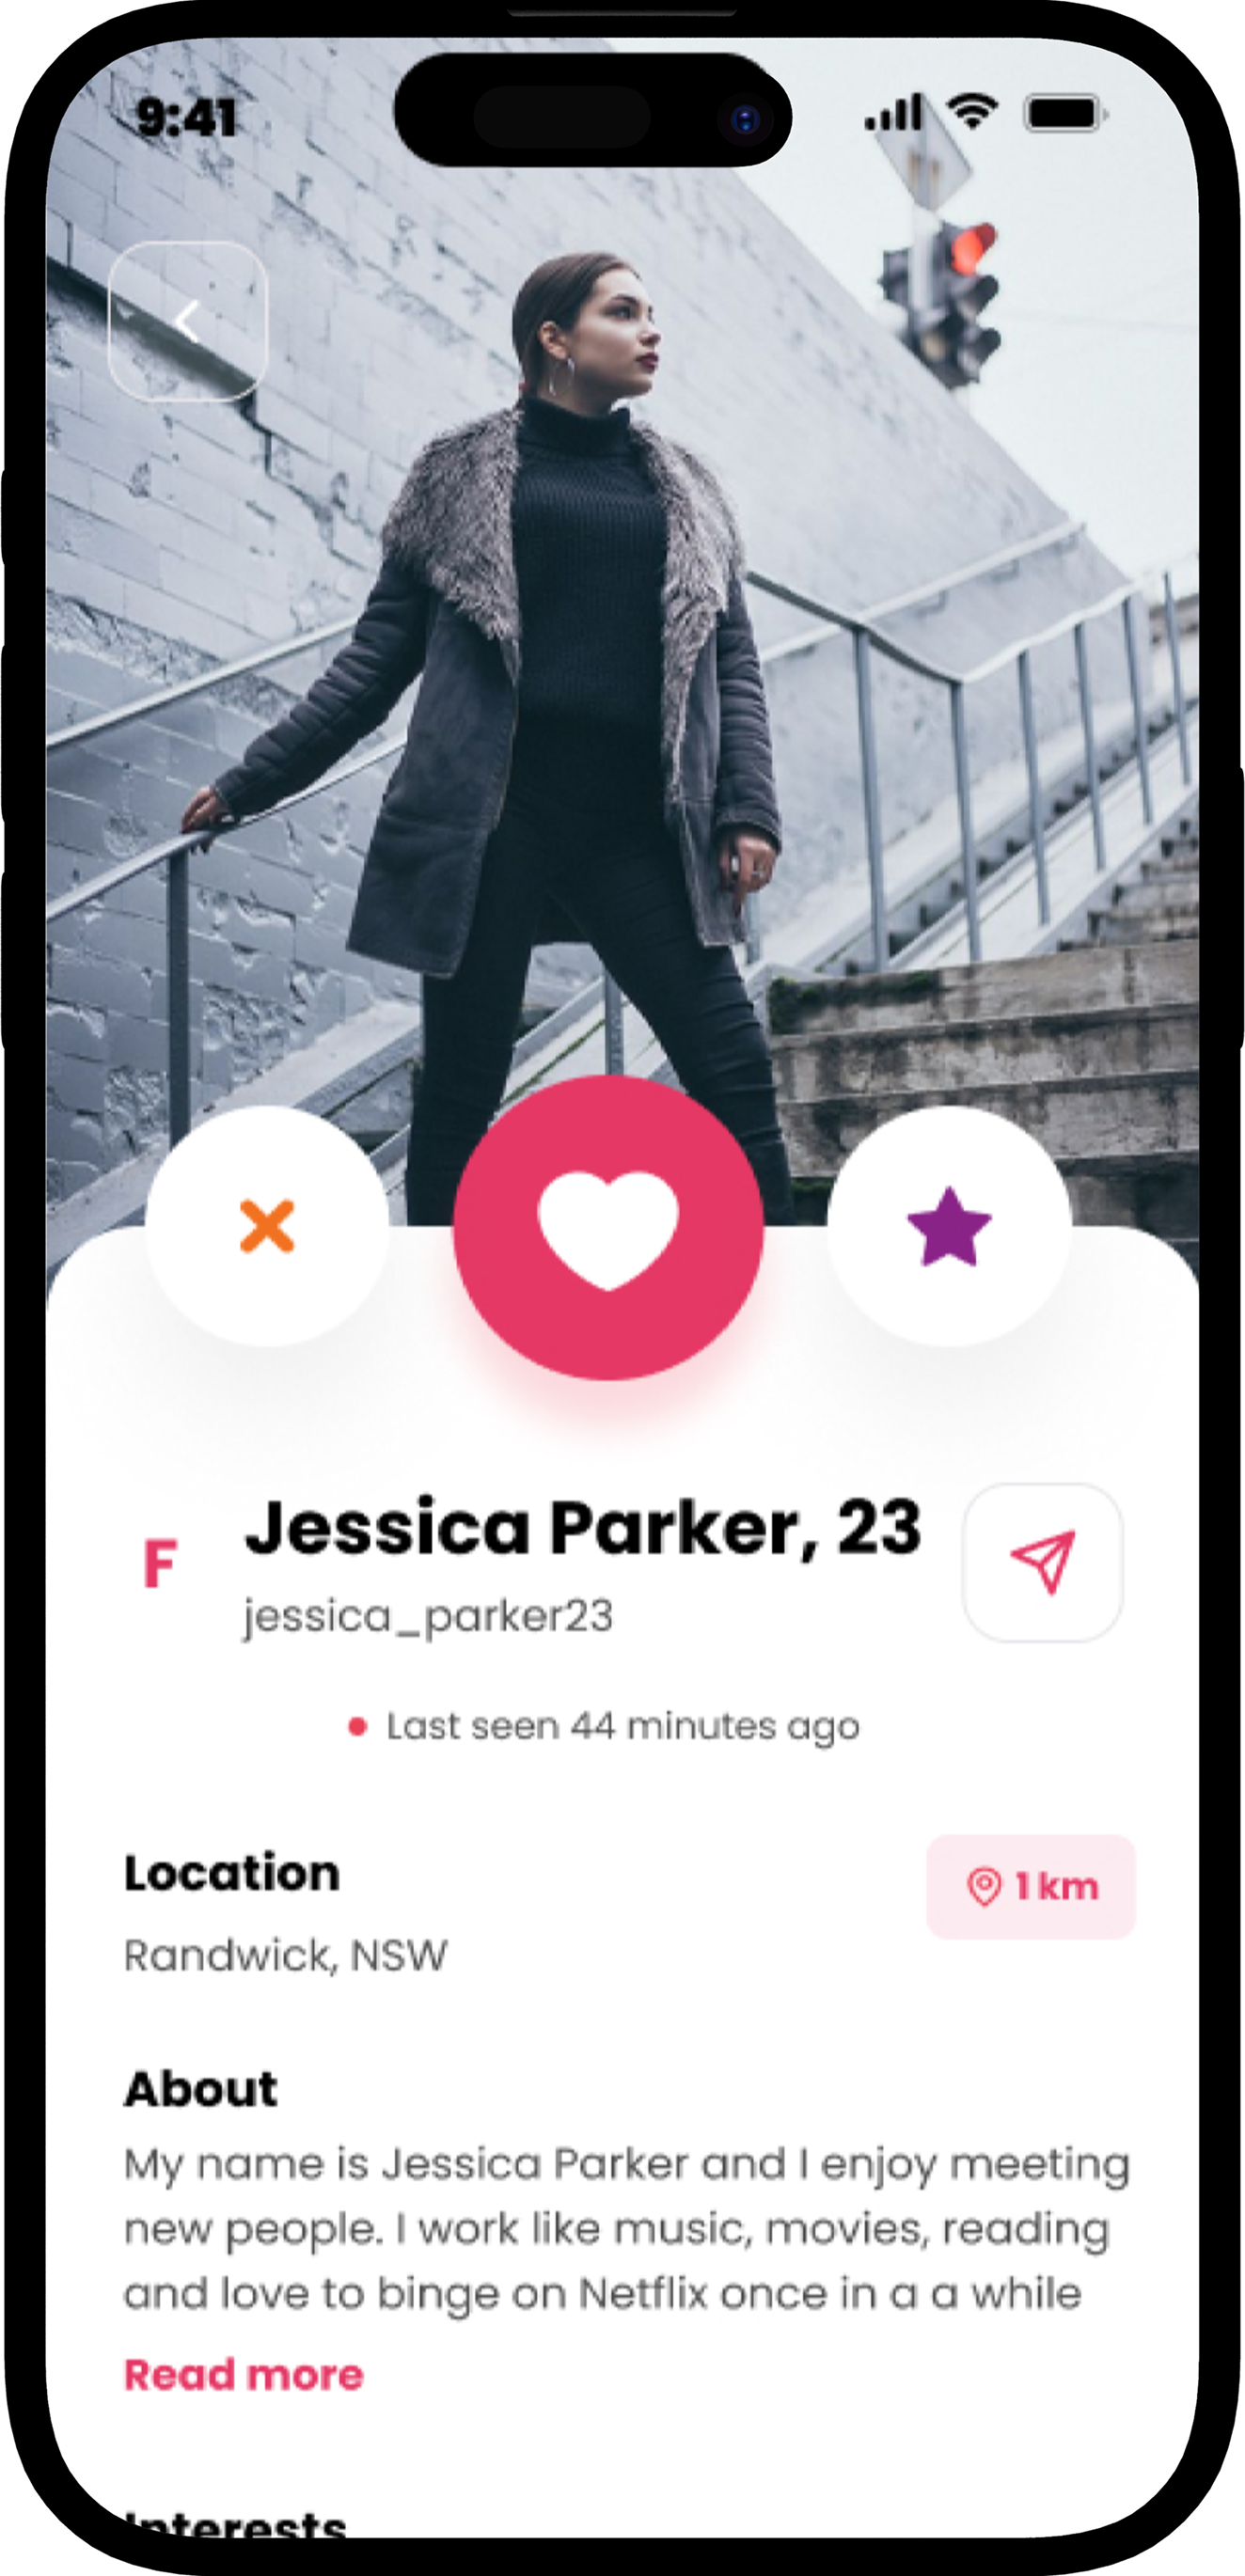 9:41
F
Jessica Parker, 23
jessica_parker23
Last seen 44 minutes ago
Location
1 km
Randwick, NSW
About
My name is Jessica Parker and I enjoy meeting
new people. I work like music, movies, reading
and love to binge on Netflix once in a a while
Read more
Interests